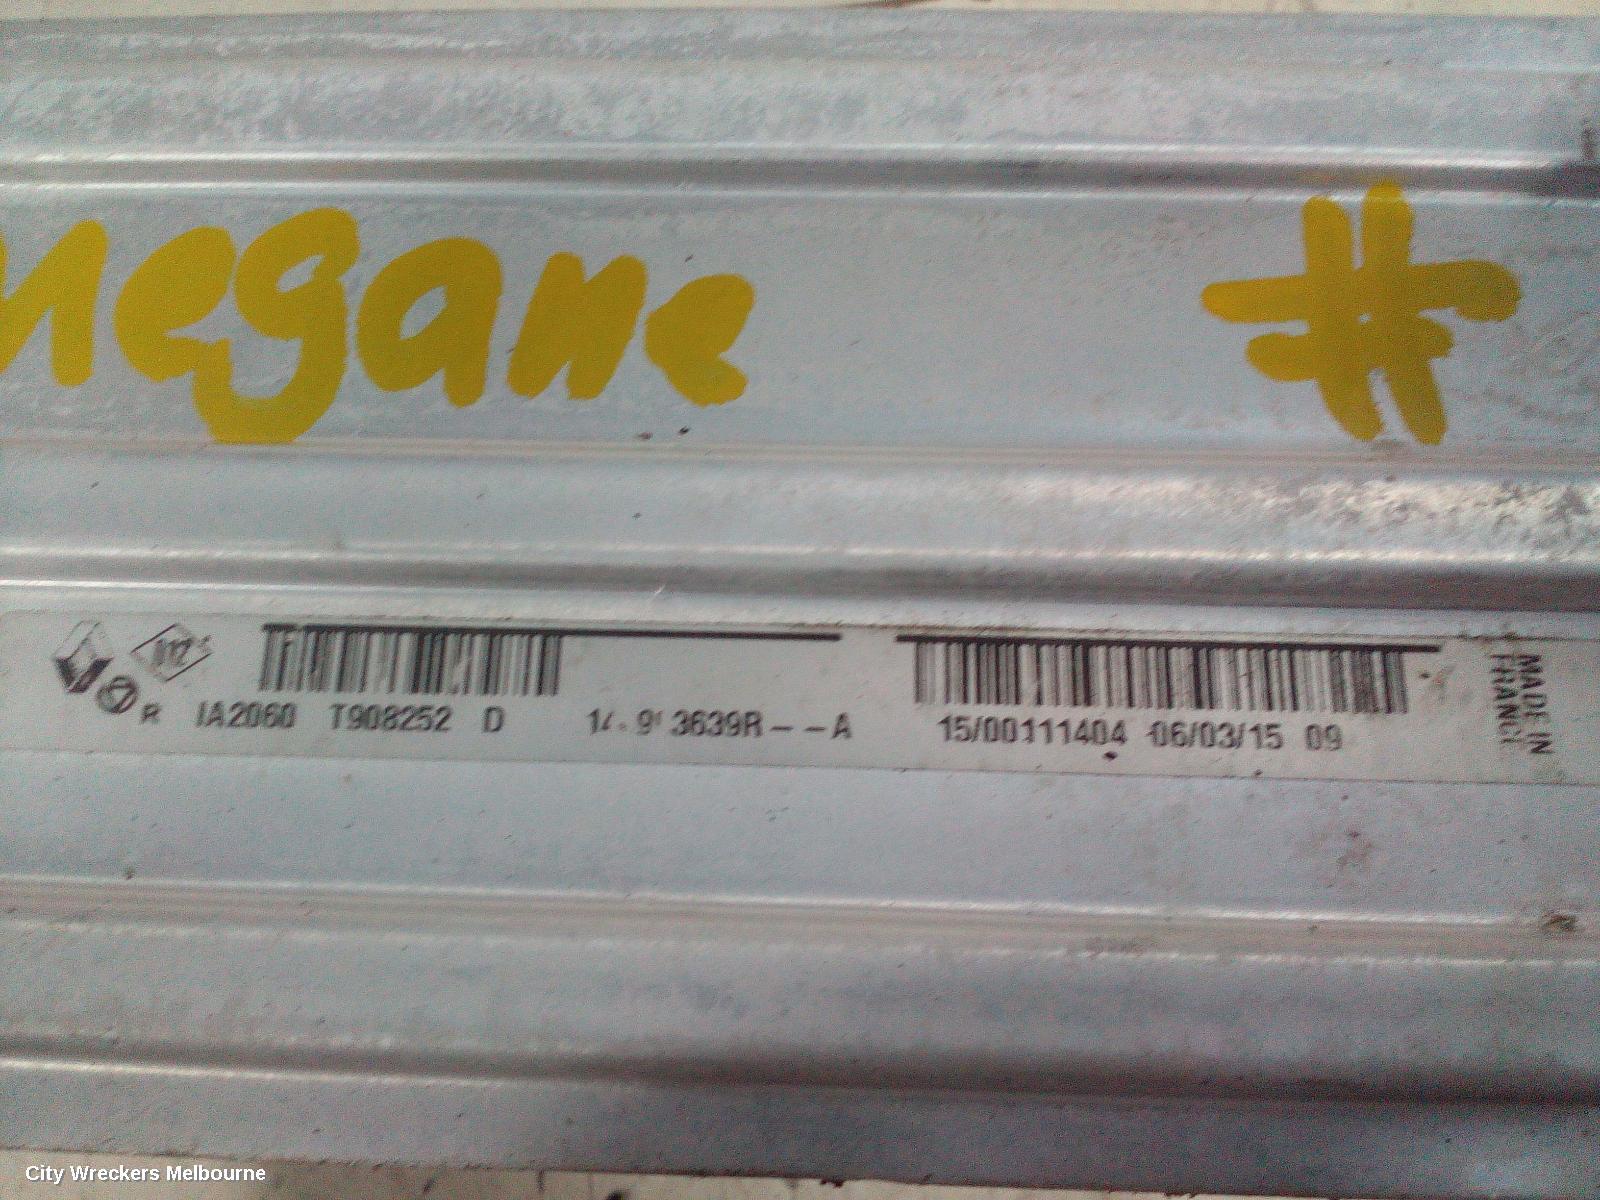 megane #
R IA2060 T908252 D 3639R--A 15/00111404 06/03/15 09
MADE IN
FRANCE
City Wreckers Melbourne